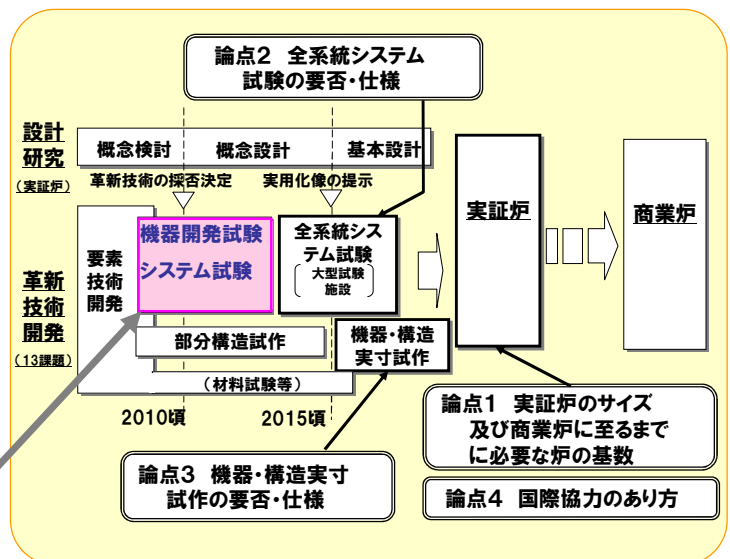 論点2 全系統システム
試験の要否・仕様
設計
研究
(実証炉)
概念検討
概念設計
基本設計
革新技術の採否決定
実用化像の提示
革新
技術
開発
(13課題)
要素
技術
開発
機器開発試験
システム試験
全系統シス
テム試験
大型試験
施設
部分構造試作
機器・構造
実寸試作
(材料試験等)
2010頃
2015頃
実証炉
商業炉
論点1 実証炉のサイズ
及び商業炉に至るまで
に必要な炉の基数
論点3 機器・構造実寸
試作の要否・仕様
論点4 国際協力のあり方